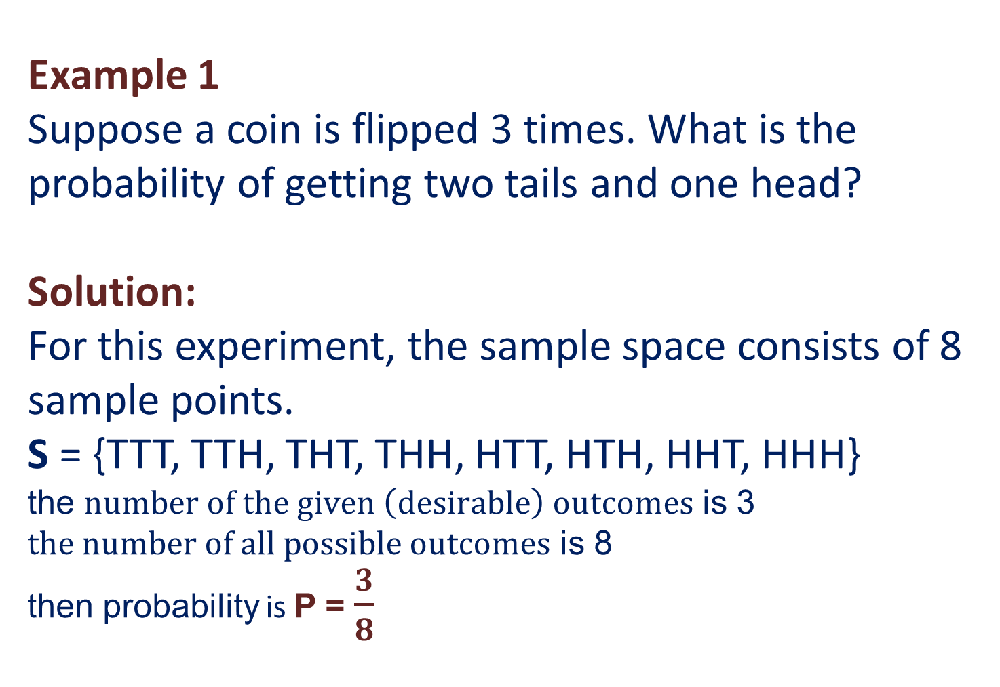 Example 1
Suppose a coin is flipped 3 times. What is the
probability of getting two tails and one head?
Solution:
For this experiment, the sample space consists of 8
sample points.
S = {TTT, TTH, THT, THH, HTT, HTH, HHT, HHH}
the number of the given (desirable) outcomes is 3
the number of all possible outcomes is 8
then probability is P = 3/8